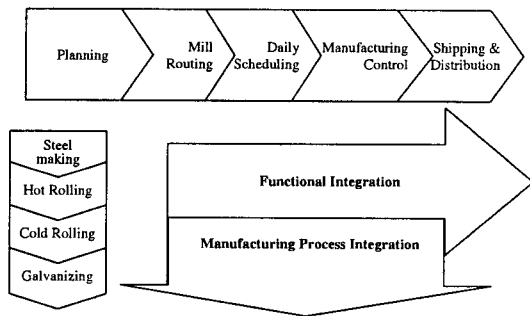 Planning
Mill
Routing
Daily
Scheduling
Manufacturing
Control
Shipping &
Distribution
Steel
making
Hot Rolling
Cold Rolling
Galvanizing
Functional Integration
Manufacturing Process Integration